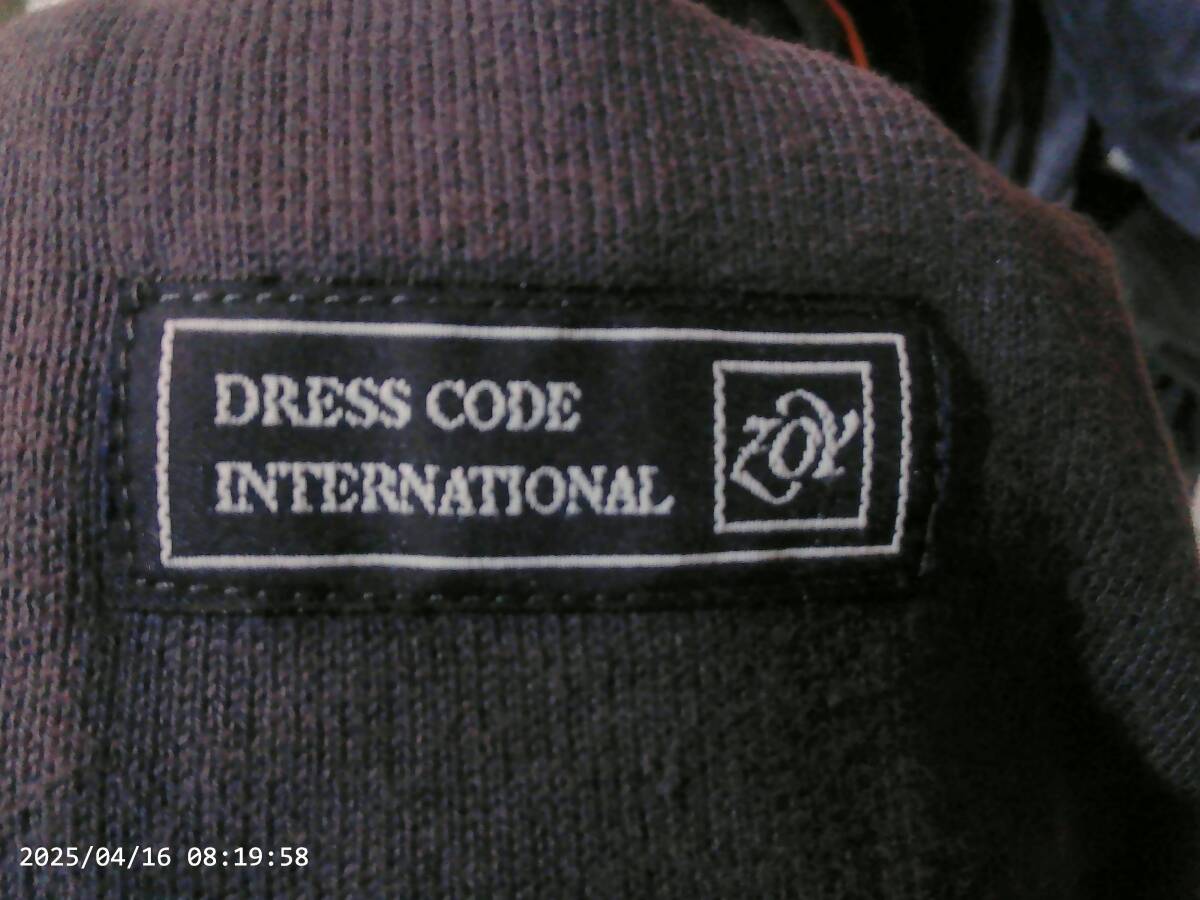 DRESS CODE
INTERNATIONAL
ZOY
2025/04/16 08:19:58